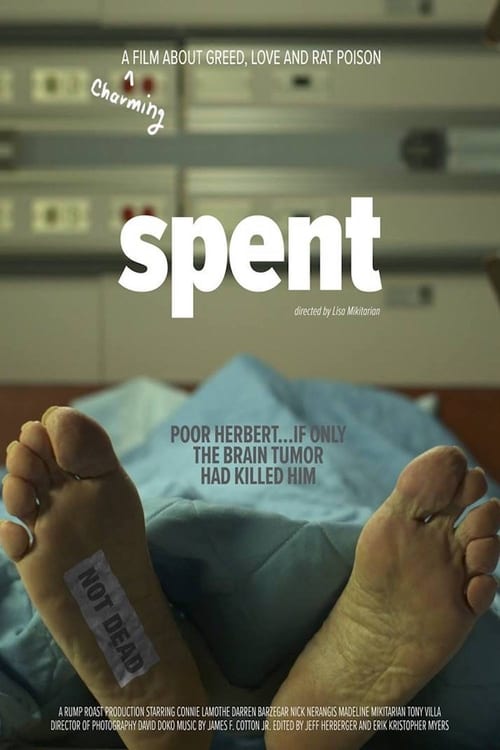 A FILM ABOUT GREED, LOVE AND RAT POISON
^
Charming
spent
directed by Lisa Mikitarian
POOR HERBERT...IF ONLY
THE BRAIN TUMOR
HAD KILLED HIM
NOT DEAD
A RUMP ROAST PRODUCTION STARRING CONNIE LAMOTHE DARREN BARZEGAR NICK NERANGIS MADELINE MIKITARIAN TONY VILLA
DIRECTOR OF PHOTOGRAPHY DAVID DOKO MUSIC BY JAMES F. COTTON JR. EDITED BY JEFF HERBERGER AND ERIK KRISTOPHER MYERS